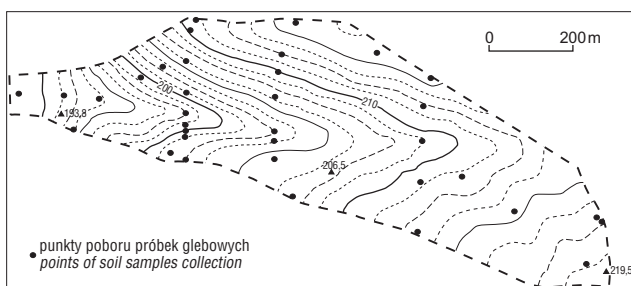 0 200 m
200
210
193,8
206,5
219,5
punkty poboru próbek glebowych
points of soil samples collection